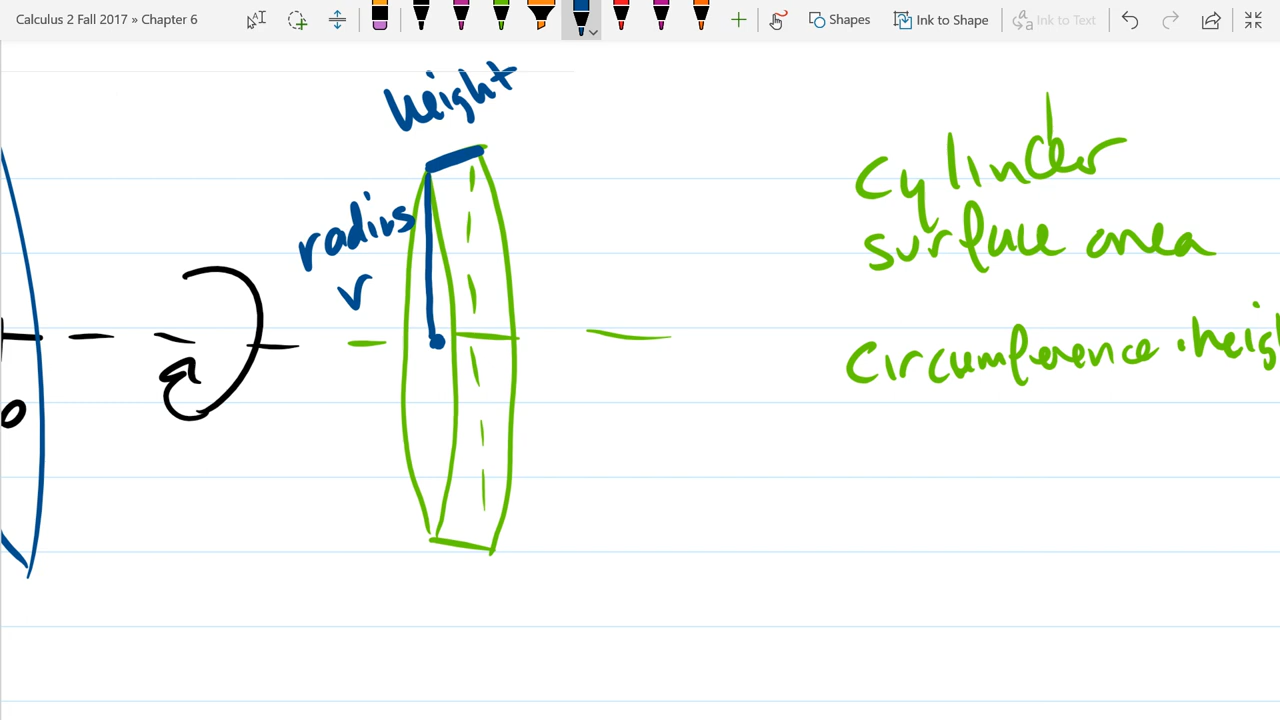 Calculus 2 Fall 2017 » Chapter 6
Shapes
Ink to Shape
Ink to Text
height
radius
r
cylinder
surface area
circumference · heigh